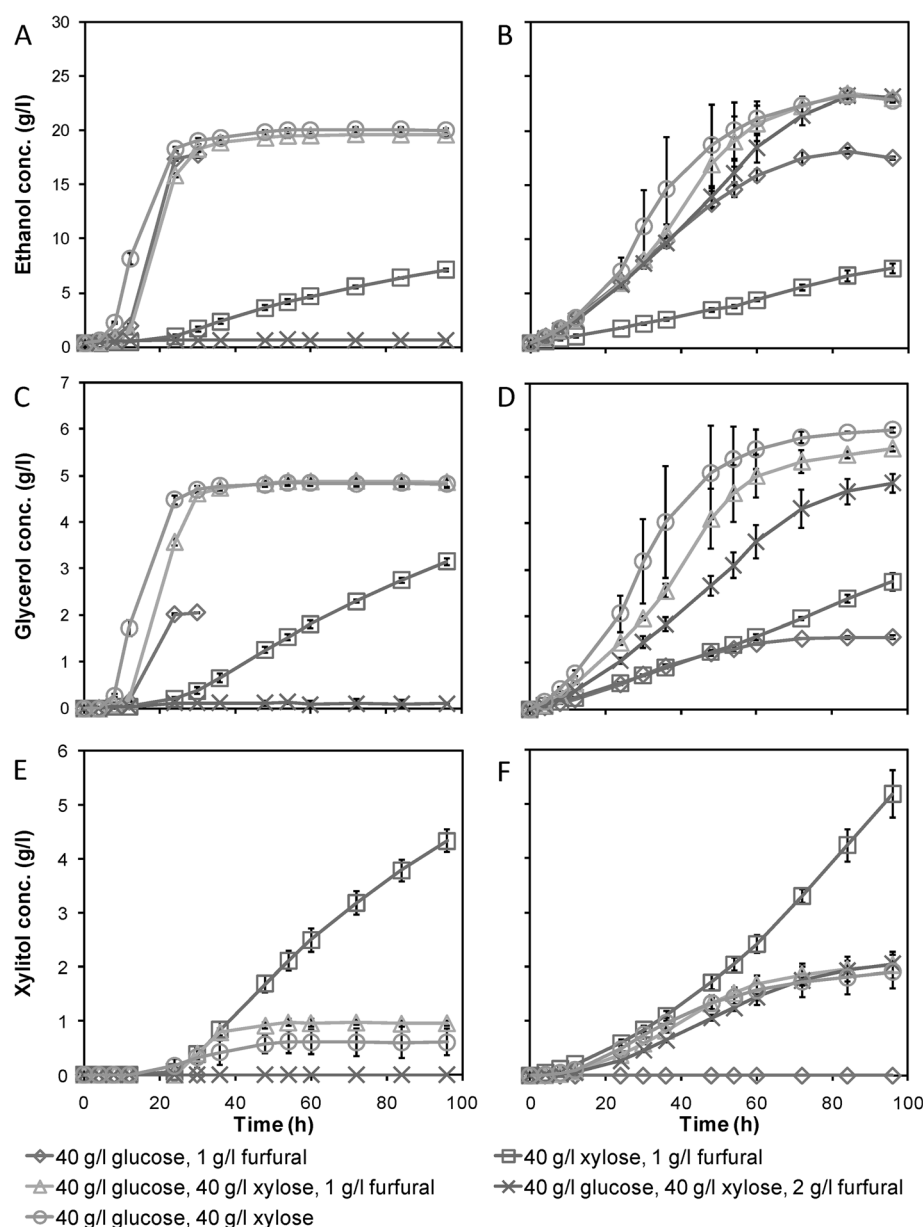 A
B
Ethanol conc. (g/l)
30
25
20
15
10
5
0
C
D
Glycerol conc. (g/l)
7
6
5
4
3
2
1
0
E
F
Xylitol conc. (g/l)
6
5
4
3
2
1
0
0 20 40 60 80 100
0 20 40 60 80 100
Time (h)
Time (h)
40 g/l glucose, 1 g/l furfural
40 g/l xylose, 1 g/l furfural
40 g/l glucose, 40 g/l xylose, 1 g/l furfural
40 g/l glucose, 40 g/l xylose, 2 g/l furfural
40 g/l glucose, 40 g/l xylose